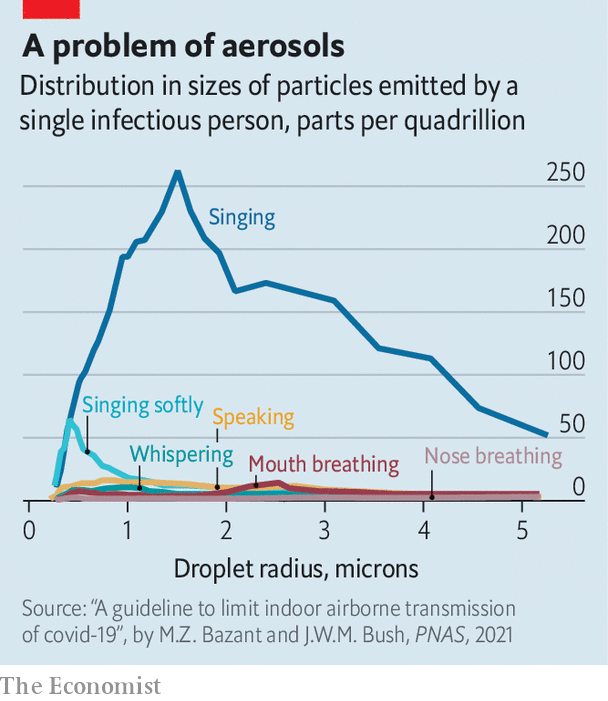 A problem of aerosols
Distribution in sizes of particles emitted by a
single infectious person, parts per quadrillion
250
Singing
200
150
100
Singing softly
Speaking
50
Whispering
Mouth breathing
Nose breathing
0
0 1 2 3 4 5
Droplet radius, microns
Source: “A guideline to limit indoor airborne transmission
of covid-19”, by M.Z. Bazant and J.W.M. Bush, PNAS, 2021
The Economist